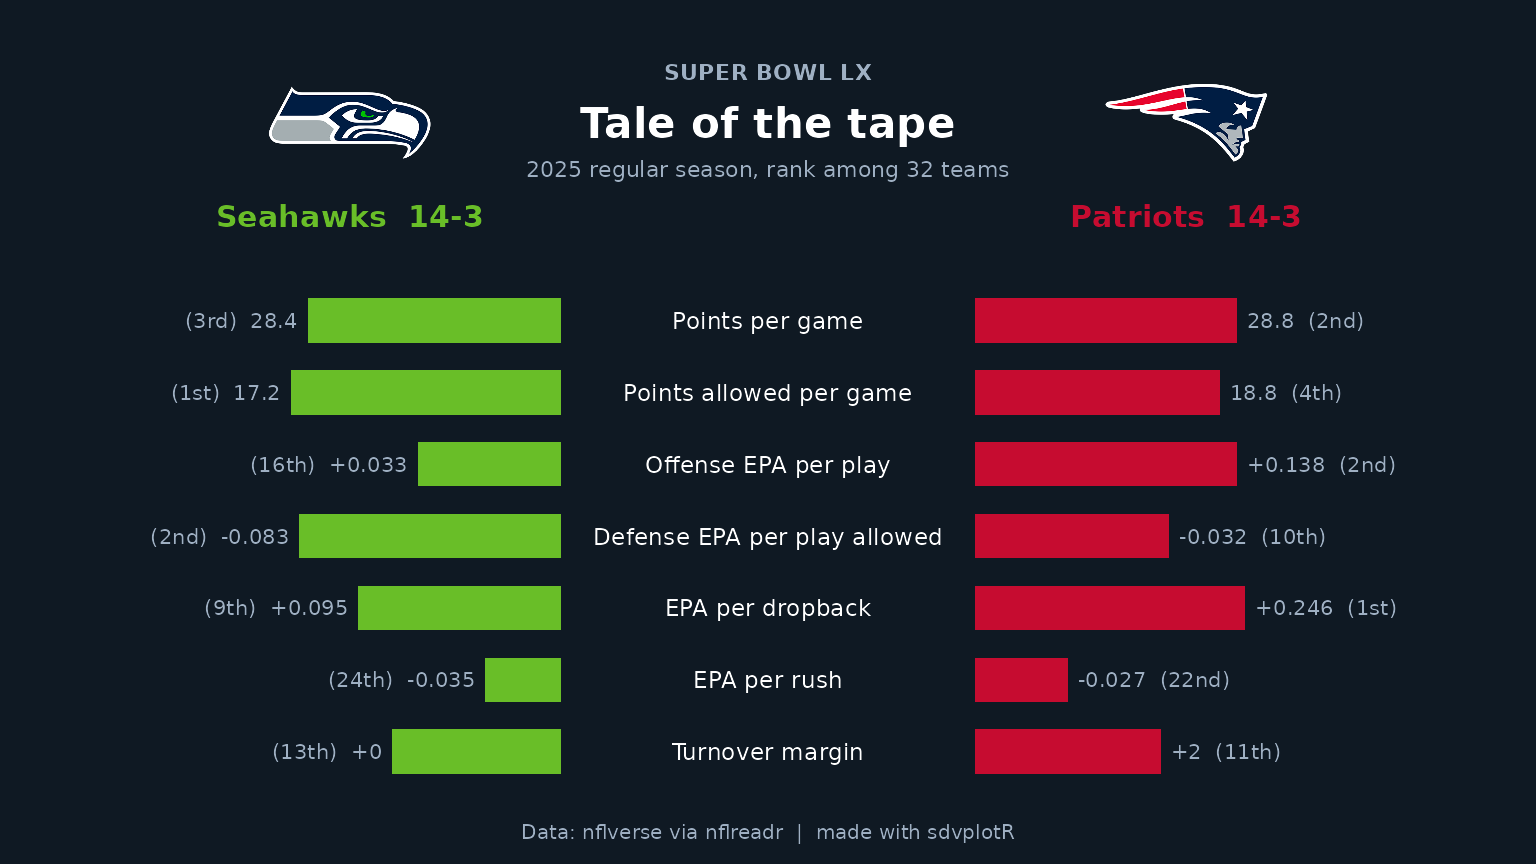 SUPER BOWL LX
Tale of the tape
2025 regular season, rank among 32 teams
Seahawks 14-3
Patriots 14-3
(3rd) 28.4 Points per game 28.8 (2nd)
(1st) 17.2 Points allowed per game 18.8 (4th)
(16th) +0.033 Offense EPA per play +0.138 (2nd)
(2nd) -0.083 Defense EPA per play allowed -0.032 (10th)
(9th) +0.095 EPA per dropback +0.246 (1st)
(24th) -0.035 EPA per rush -0.027 (22nd)
(13th) +0 Turnover margin +2 (11th)
Data: nflverse via nflreadr | made with sdvplotR